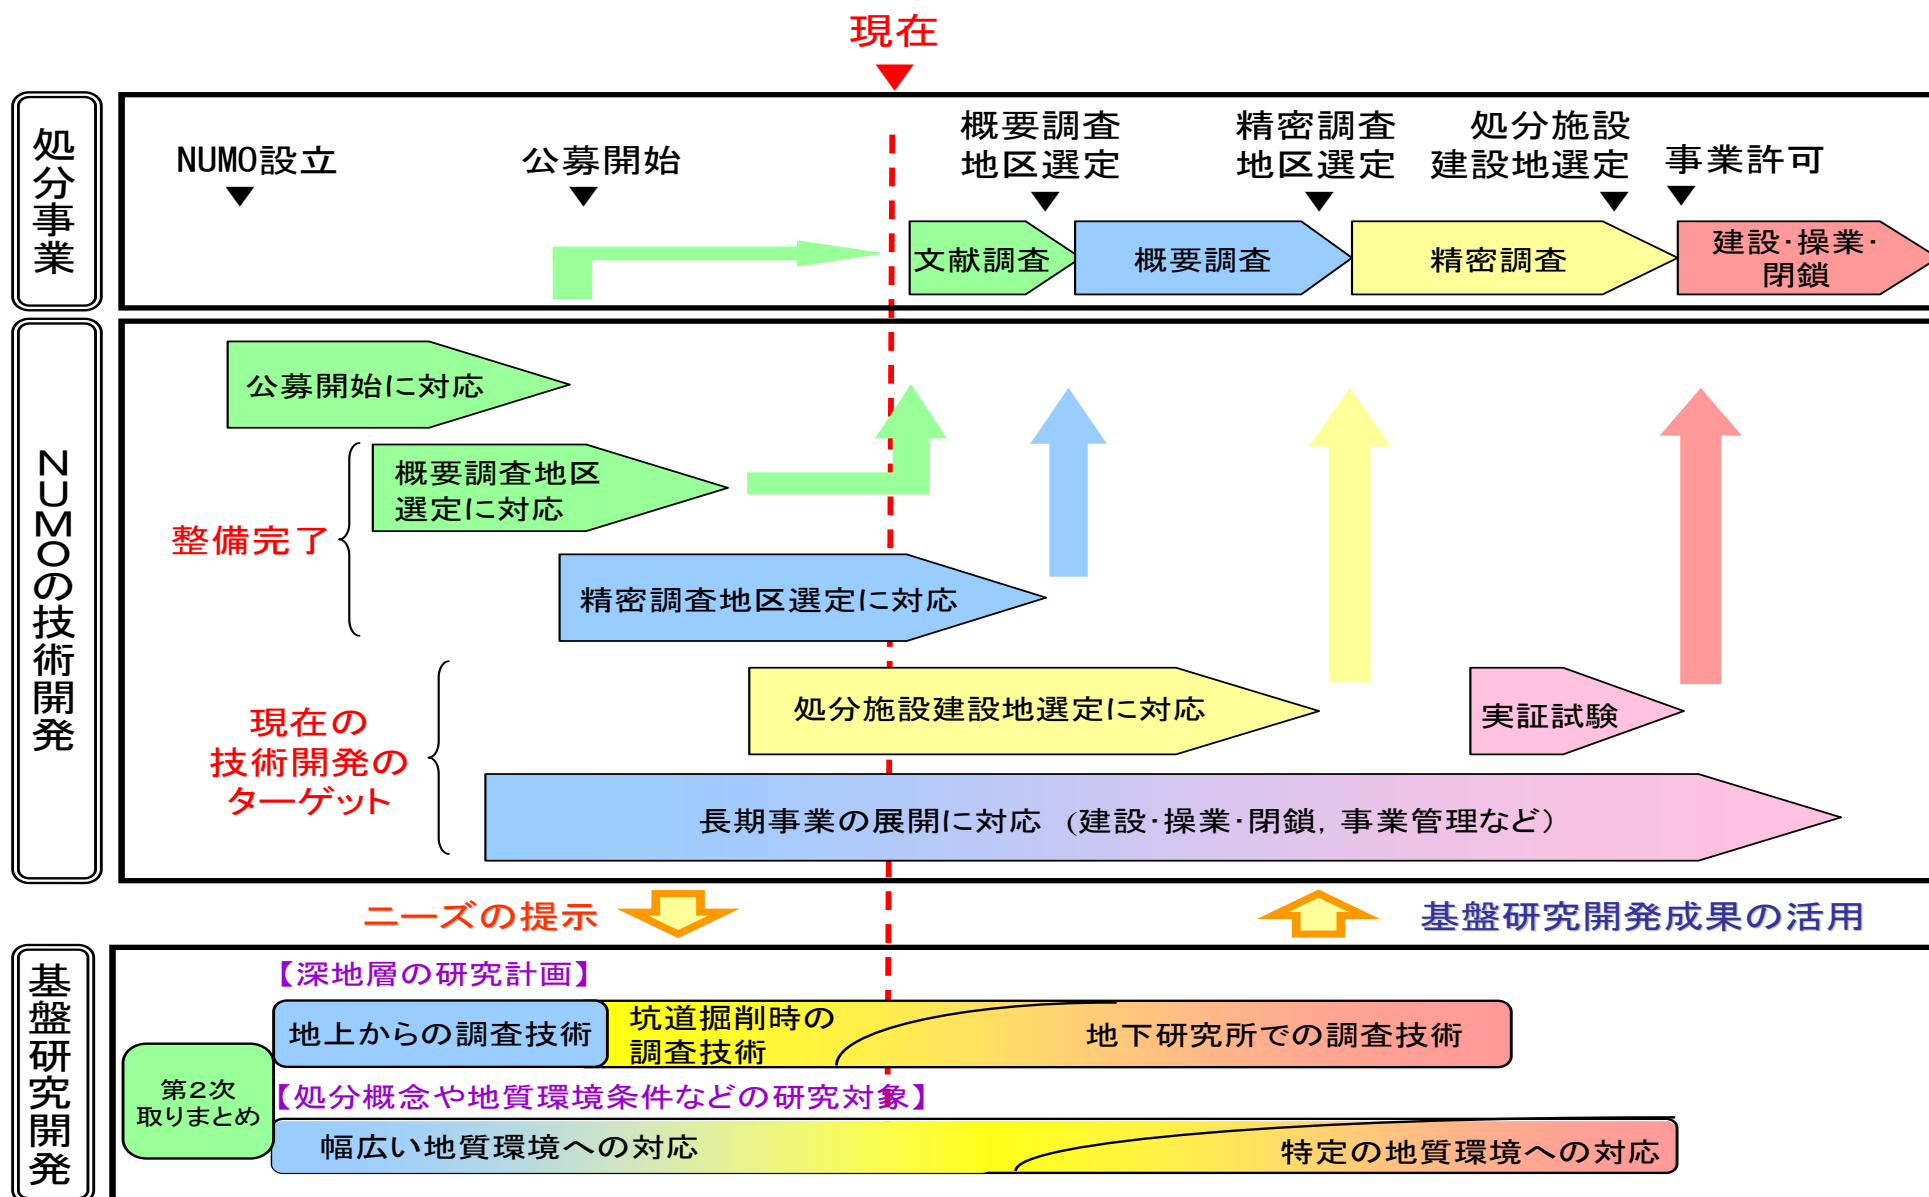 現在
処分事業
NUMO設立
公募開始
概要調査
地区選定
精密調査
地区選定
処分施設
建設地選定
事業許可
文献調査
概要調査
精密調査
建設・操業・
閉鎖
NUMOの技術開発
公募開始に対応
概要調査地区
選定に対応
整備完了
精密調査地区選定に対応
処分施設建設地選定に対応
実証試験
現在の
技術開発の
ターゲット
長期事業の展開に対応 (建設・操業・閉鎖, 事業管理など)
ニーズの提示
基盤研究開発成果の活用
基盤研究開発
【深地層の研究計画】
地上からの調査技術
坑道掘削時の
調査技術
地下研究所での調査技術
第2次
取りまとめ
【処分概念や地質環境条件などの研究対象】
幅広い地質環境への対応
特定の地質環境への対応